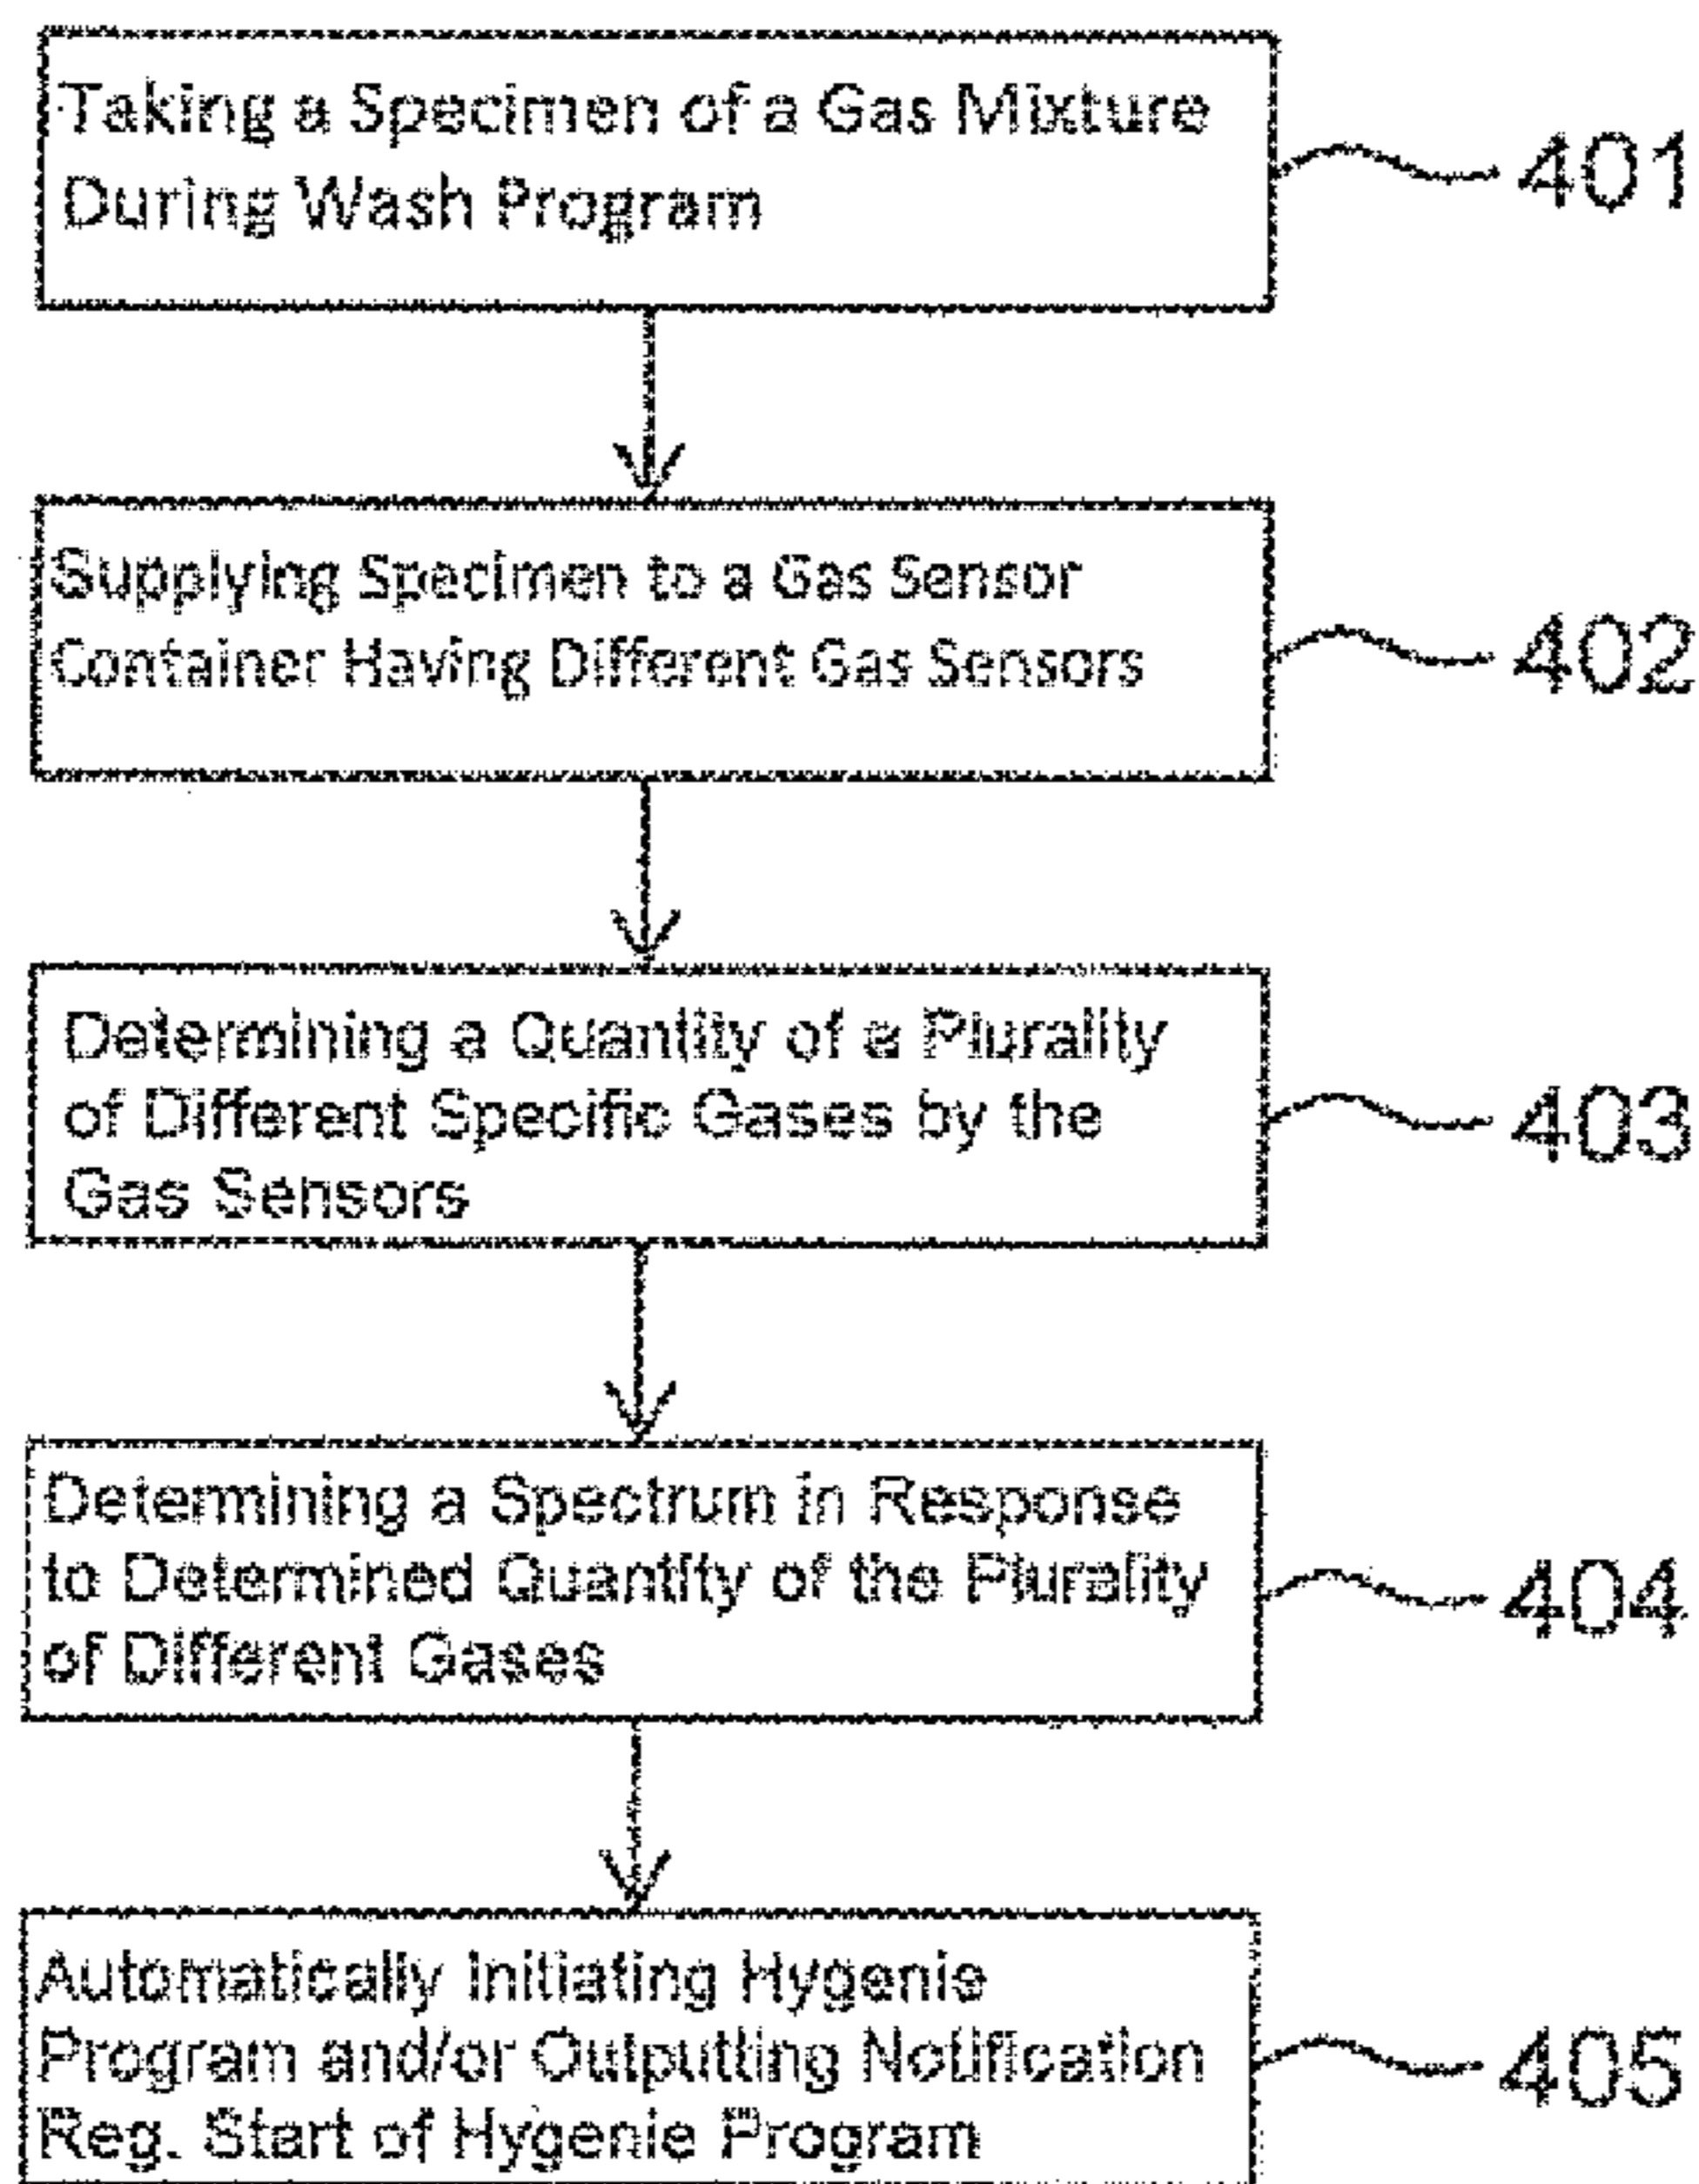 Taking a Specimen of a Gas Mixture
During Wash Program
401
Supplying Specimen to a Gas Sensor
Container Having Different Gas Sensors
402
Determining a Quantity of a Plurality
of Different Specific Gases by the
Gas Sensors
403
Determining a Spectrum in Response
to Determined Quantity of the Plurality
of Different Gases
404
Automatically Initiating Hygenie
Program and/or Outputting Notification
Reg. Start of Hygenie Program
405